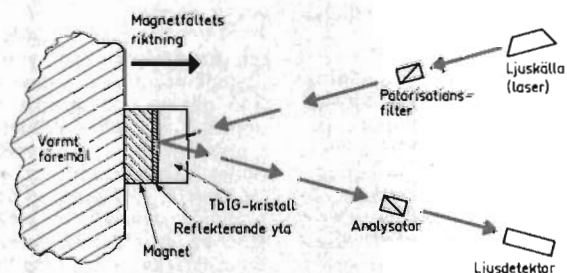 Magnetfältets
riktning
Ljuskälla
(laser)
Polarisations=
filter
Varmt
föremål
TbIG-kristall
Reflekterande yta
Magnet
Analysator
Ljusdetektor